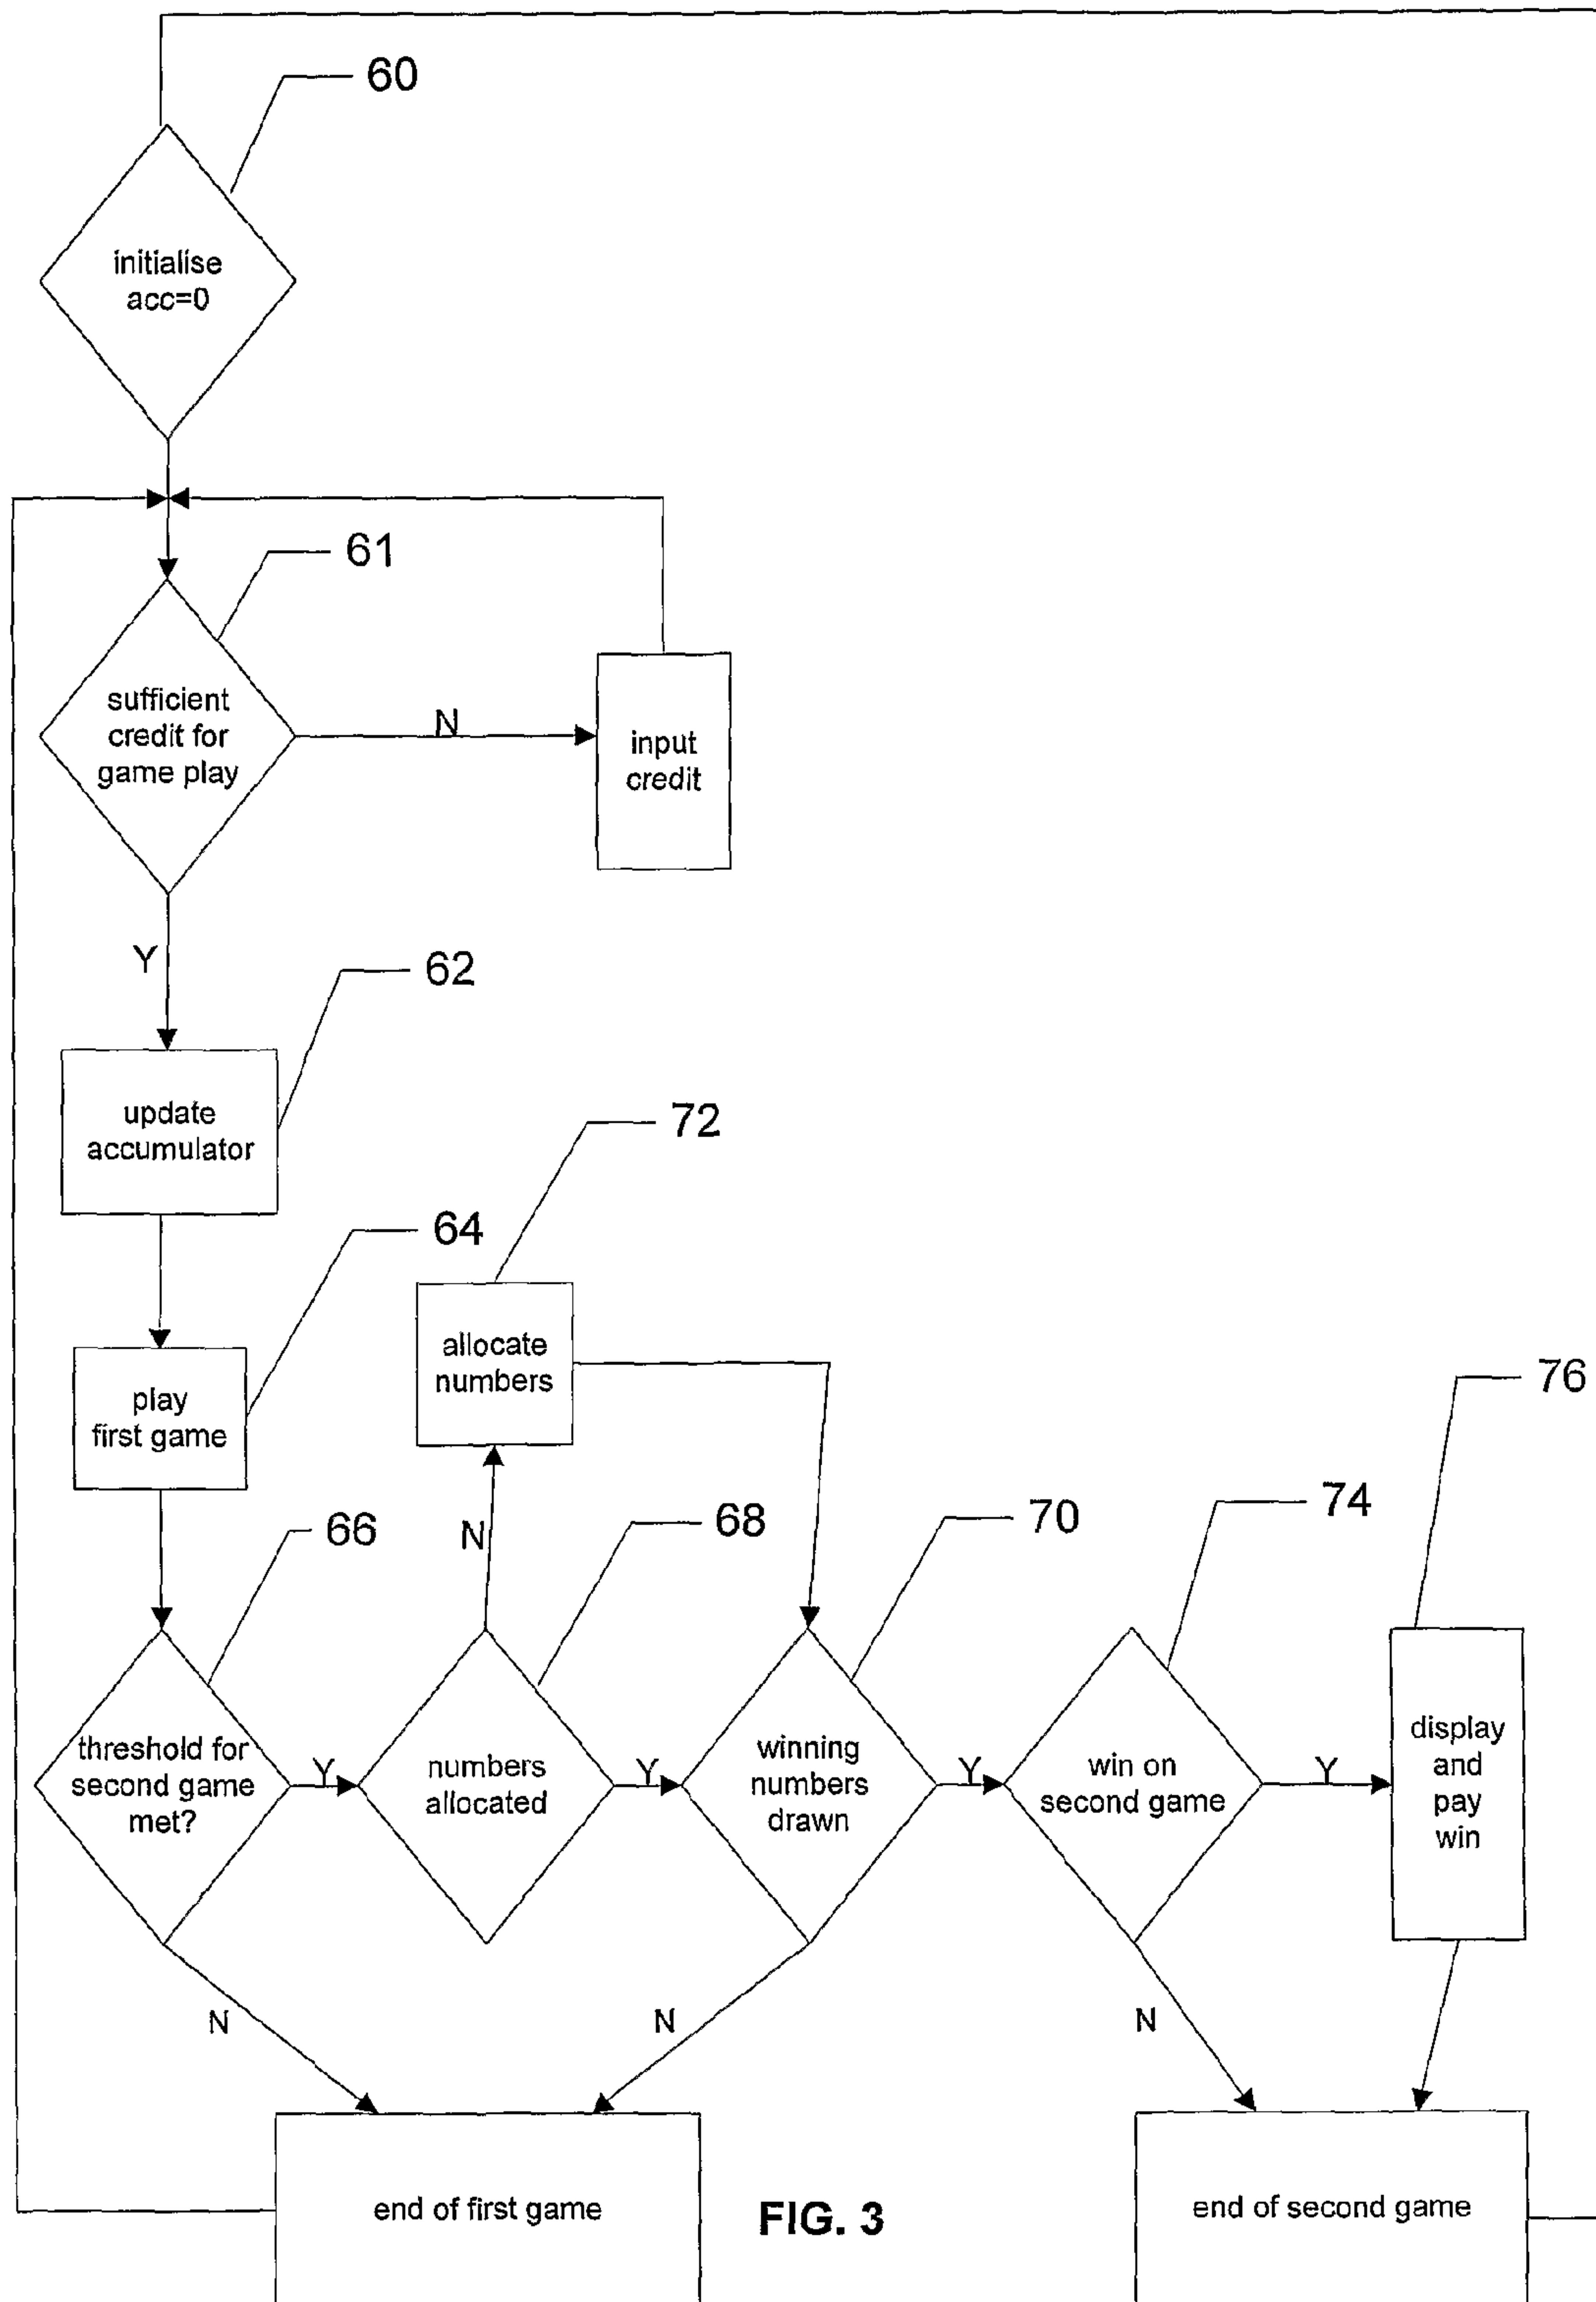 60
initialise
acc=0
61
sufficient
credit for
game play
N
input
credit
Y
62
update
accumulator
72
64
allocate
numbers
play
first game
76
74
70
68
66
N
threshold for
second game
met?
Y
numbers
allocated
Y
winning
numbers
drawn
Y
win on
second game
Y
display
and
pay
win
N
N
N
end of first game
FIG. 3
end of second game